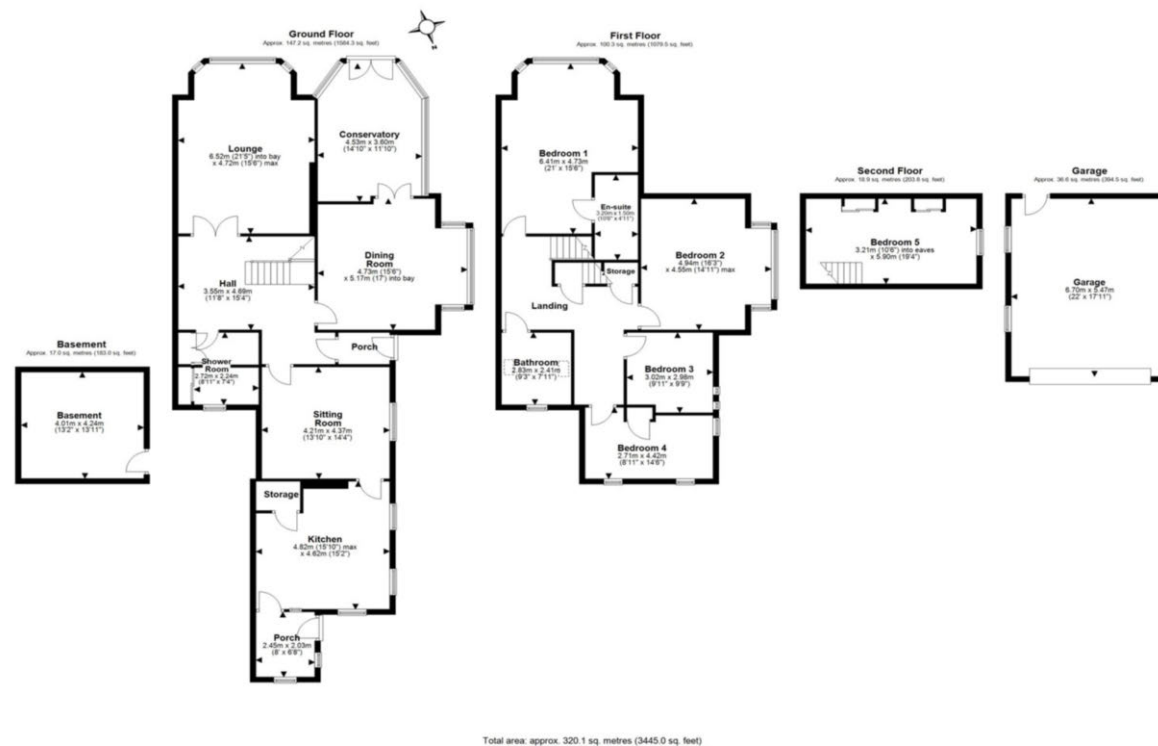 Ground Floor
Approx. 147.2 sq. metres (1584.3 sq. feet)
Lounge
6.52m (21'5") into bay
x 4.72m (15'6") max
Conservatory
4.53m x 3.60m
(14'10" x 11'10")
Dining
Room
4.73m (15'6")
x 5.17m (17') into bay
Hall
3.55m x 4.69m
(11'8" x 15'4")
Porch
Shower
Room
2.72m x 2.24m
(8'11" x 7'4")
Sitting
Room
4.21m x 4.37m
(13'10" x 14'4")
Storage
Kitchen
4.82m (15'10") max
x 4.62m (15'2")
Porch
2.45m x 2.03m
(8' x 6'8")
Basement
Approx. 17.0 sq. metres (183.0 sq. feet)
Basement
4.01m x 4.24m
(13'2" x 13'11")
First Floor
Approx. 100.3 sq. metres (1079.5 sq. feet)
Bedroom 1
6.41m x 4.73m
(21' x 15'6")
En-suite
3.20m x 1.50m
(10'6" x 4'11")
Bedroom 2
4.94m (16'3")
x 4.55m (14'11") max
Storage
Landing
Bathroom
2.83m x 2.41m
(9'3" x 7'11")
Bedroom 3
3.02m x 2.98m
(9'11" x 9'9")
Bedroom 4
2.71m x 4.42m
(8'11" x 14'6")
Second Floor
Approx. 18.9 sq. metres (203.8 sq. feet)
Bedroom 5
3.21m (10'6") into eaves
x 5.90m (19'4")
Garage
Approx. 36.6 sq. metres (394.5 sq. feet)
Garage
6.70m x 5.47m
(22' x 17'11")
Total area: approx. 320.1 sq. metres (3445.0 sq. feet)